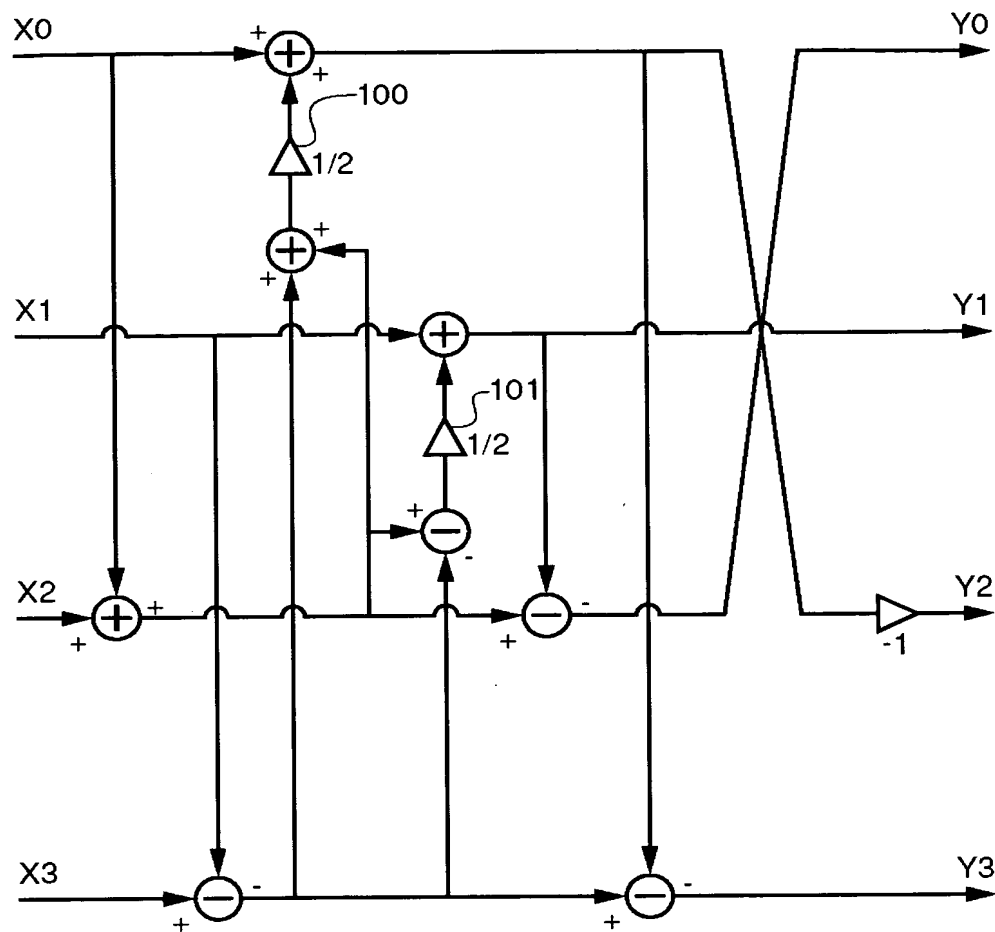 X0
Y0
+
+
100
1/2
+
+
X1
Y1
101
1/2
+
-
X2
Y2
+
+
-
+
-1
X3
Y3
-
+
-
+